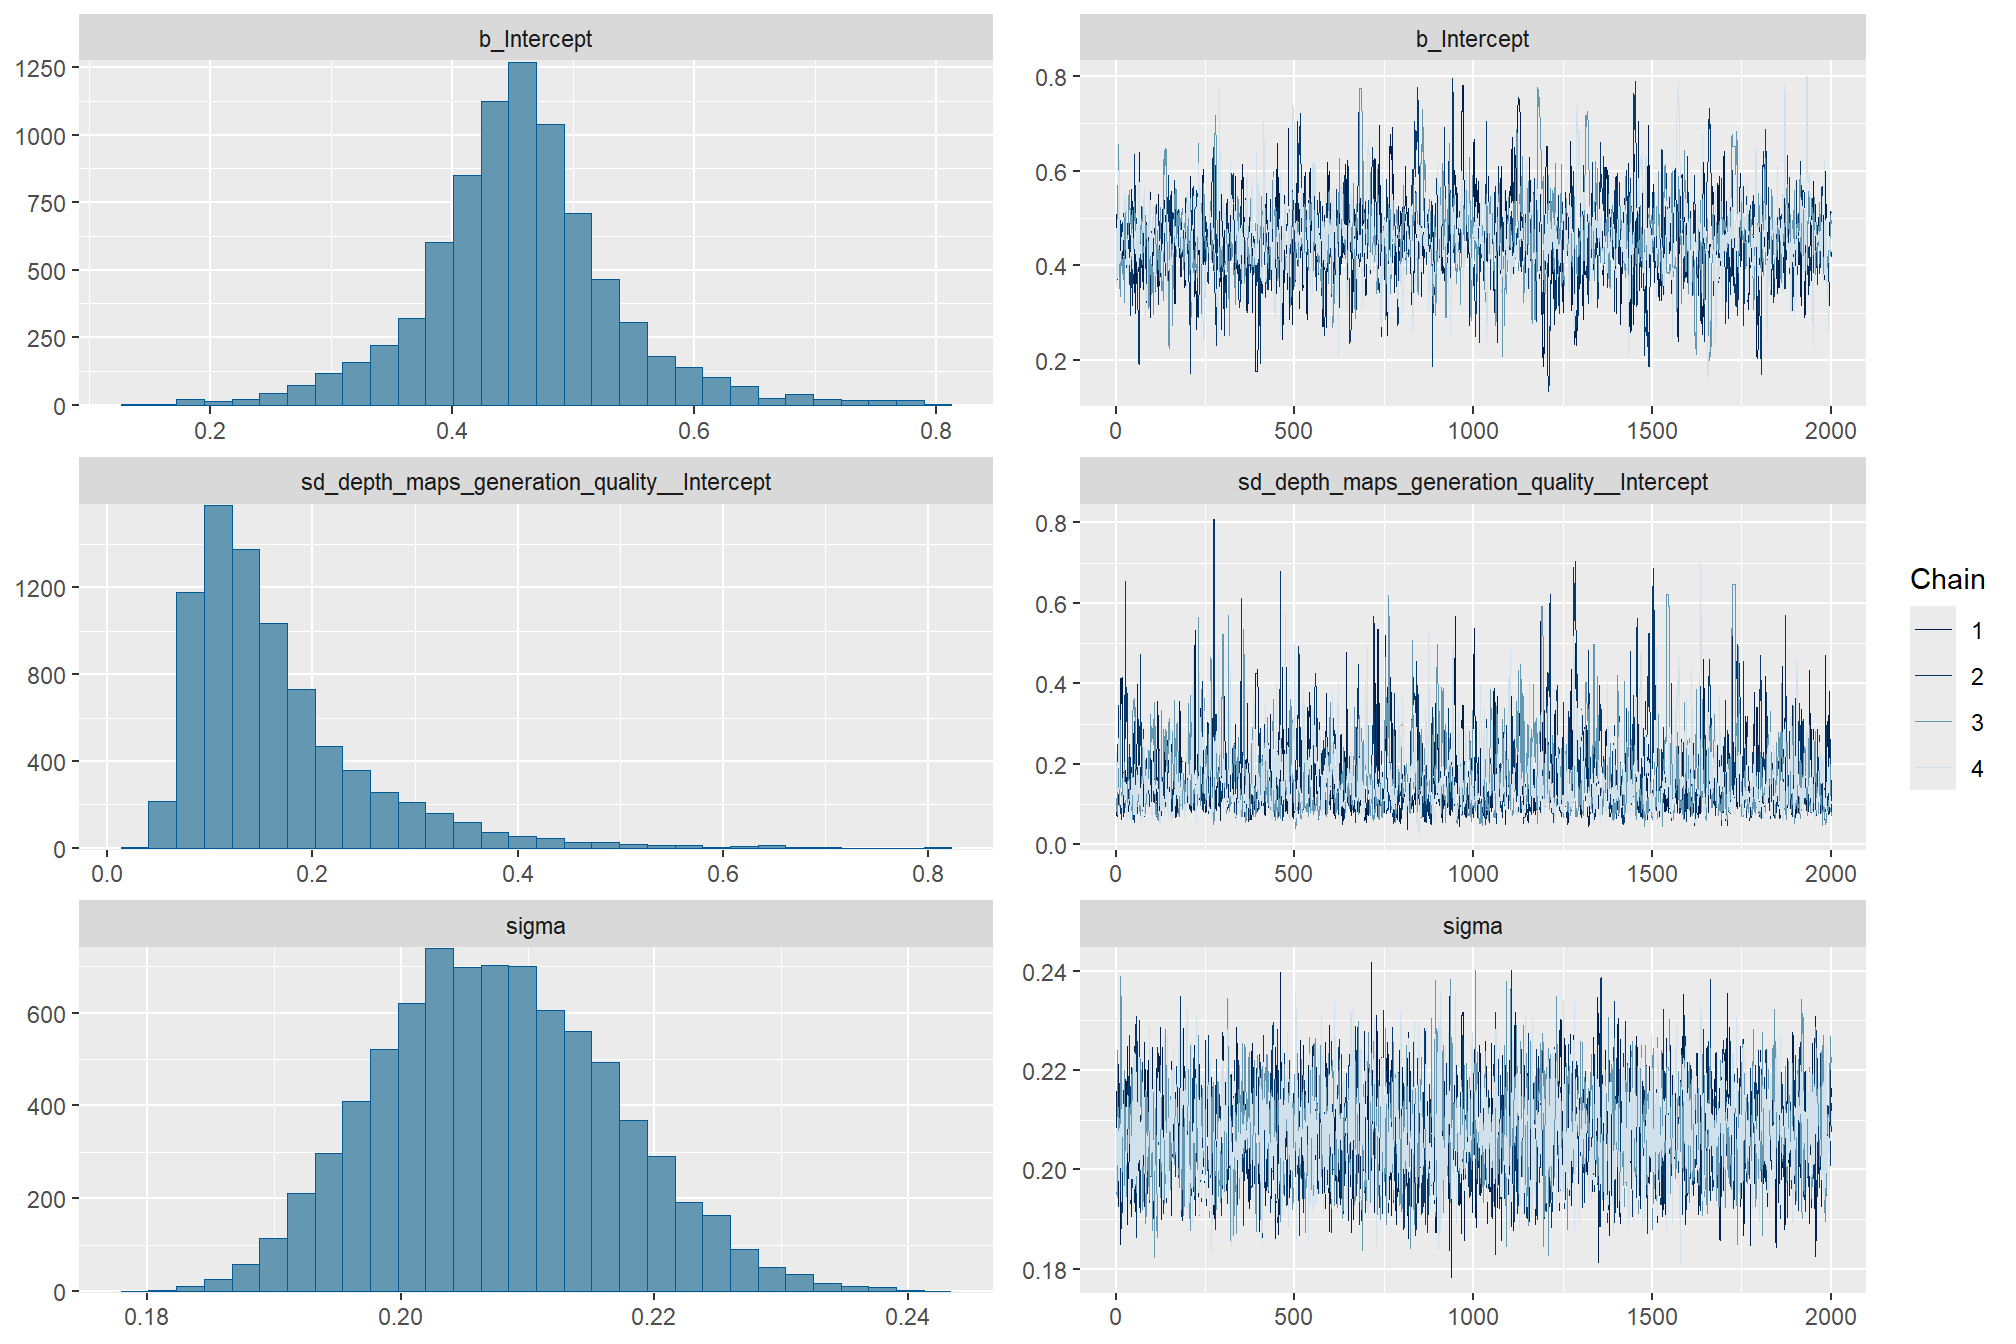 b_Intercept
1250
1000
750
500
250
0
0.2 0.4 0.6 0.8
b_Intercept
0.8
0.6
0.4
0.2
0 500 1000 1500 2000
sd_depth_maps_generation_quality__Intercept
1200
800
400
0
0.0 0.2 0.4 0.6 0.8
sd_depth_maps_generation_quality__Intercept
0.8
0.6
0.4
0.2
0.0
0 500 1000 1500 2000
sigma
600
400
200
0
0.18 0.20 0.22 0.24
sigma
0.24
0.22
0.20
0.18
0 500 1000 1500 2000
Chain
1
2
3
4